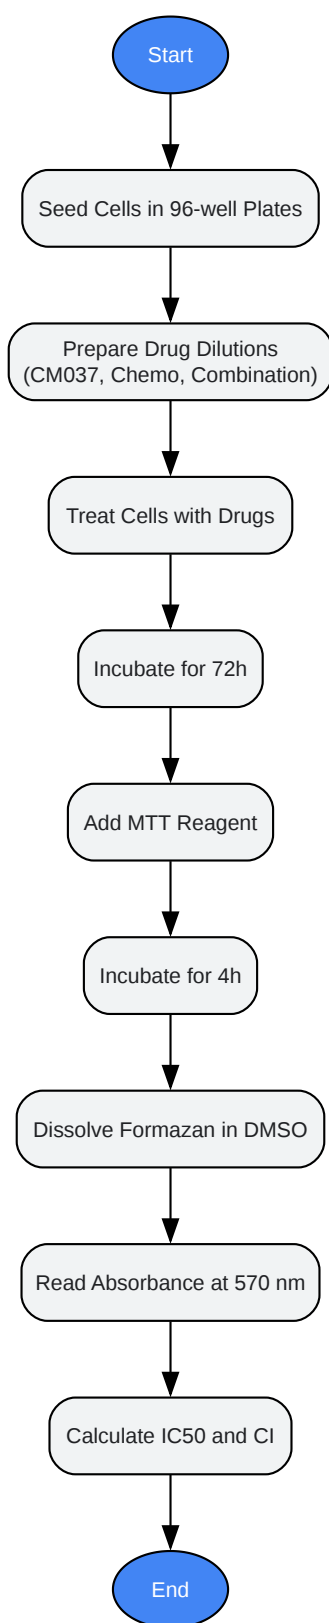 Start
Seed Cells in 96-well Plates
Prepare Drug Dilutions
(CM037, Chemo, Combination)
Treat Cells with Drugs
Incubate for 72h
Add MTT Reagent
Incubate for 4h
Dissolve Formazan in DMSO
Read Absorbance at 570 nm
Calculate IC50 and CI
End